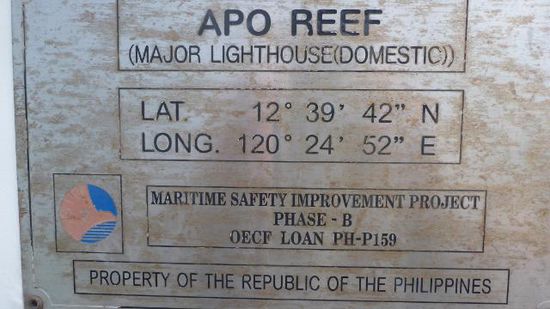 APO REEF
(MAJOR LIGHTHOUSE(DOMESTIC))
LAT. 12° 39' 42" N
LONG. 120° 24' 52" E
MARITIME SAFETY IMPROVEMENT PROJECT
PHASE - B
OECF LOAN PH-P159
PROPERTY OF THE REPUBLIC OF THE PHILIPPINES